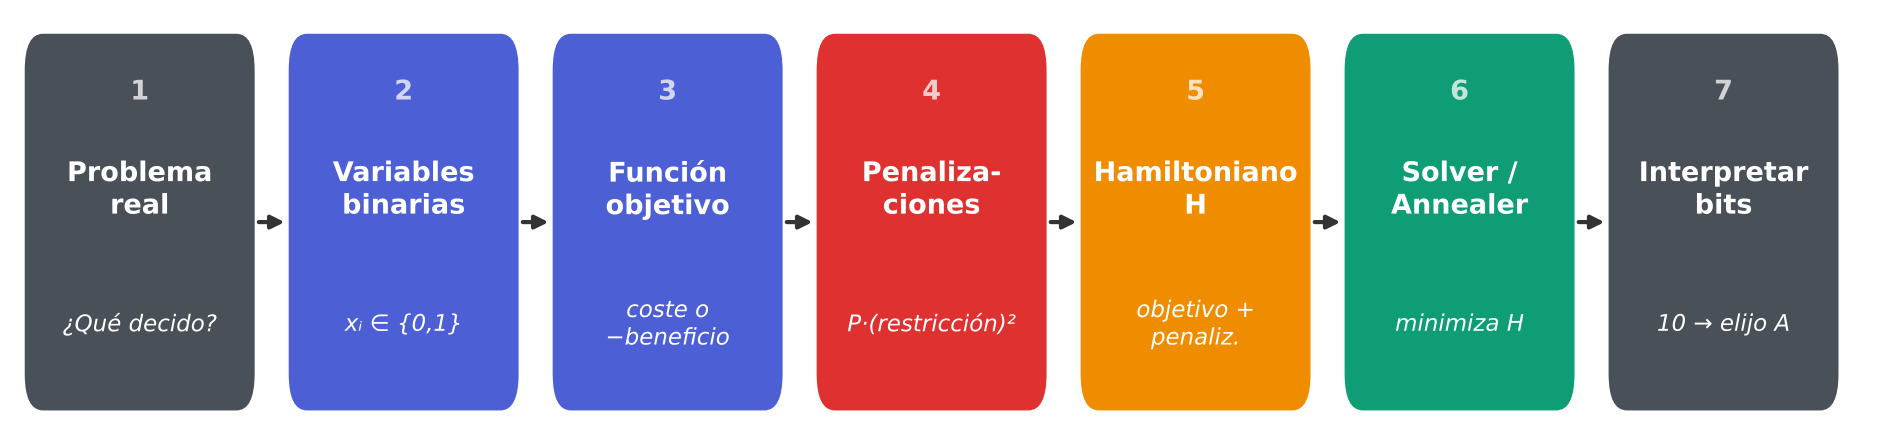 1
Problema
real
¿Qué decido?
2
Variables
binarias
xᵢ ∈ {0,1}
3
Función
objetivo
coste o
−beneficio
4
Penaliza-
ciones
P·(restricción)²
5
Hamiltoniano
H
objetivo +
penaliz.
6
Solver /
Annealer
minimiza H
7
Interpretar
bits
10 → elijo A